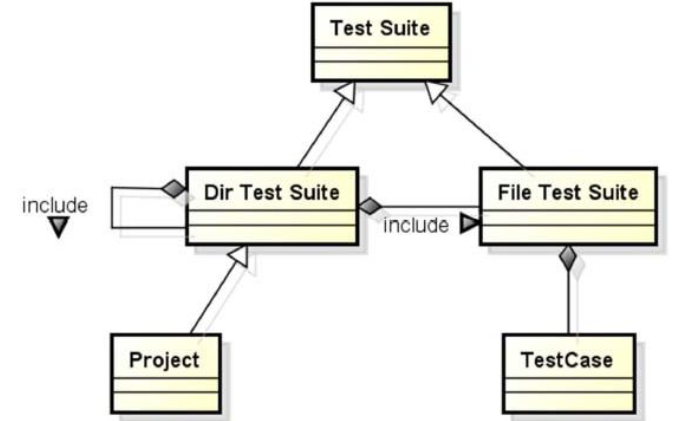 Test Suite
Dir Test Suite
File Test Suite
include
include
Project
TestCase